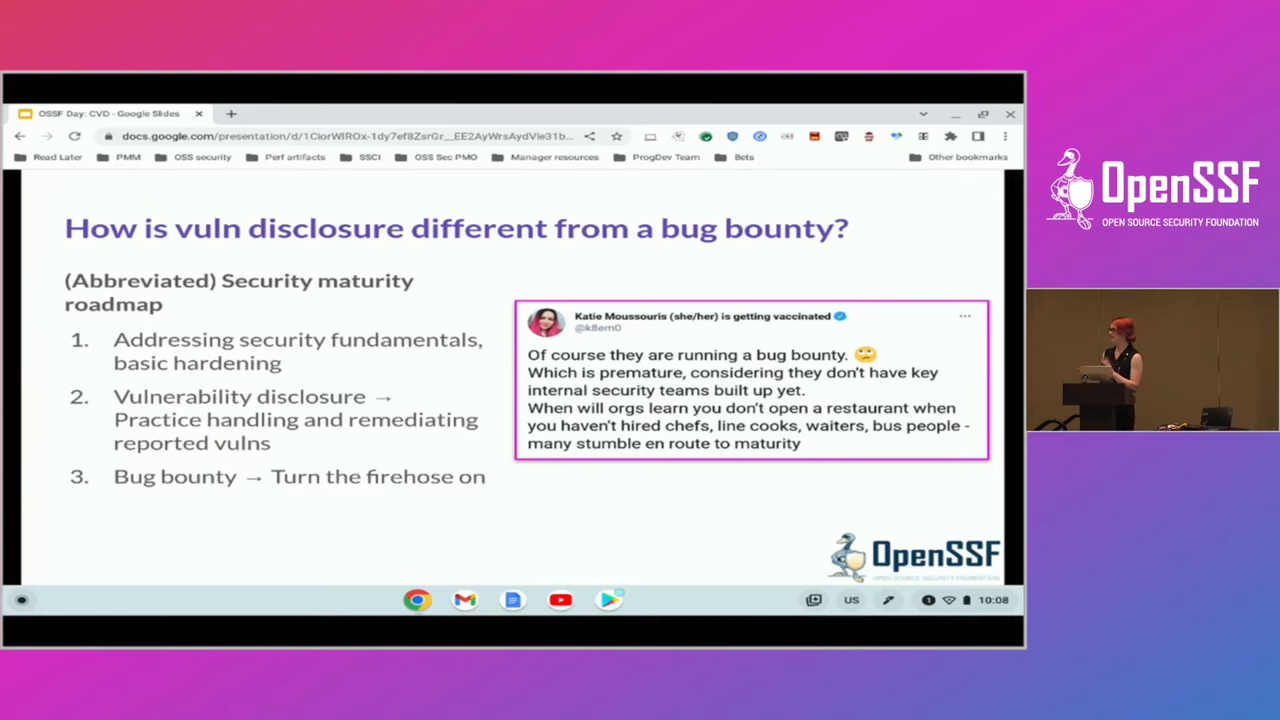 OSSF Day: CVD - Google Slides
Read Later
PMM
OSS security
Perf artifacts
SSCI
OSS Sec PMO
Manager resources
ProgDev Team
Bets
Other bookmarks
How is vuln disclosure different from a bug bounty?
(Abbreviated) Security maturity
roadmap
1. Addressing security fundamentals,
basic hardening
2. Vulnerability disclosure →
Practice handling and remediating
reported vulns
3. Bug bounty → Turn the firehose on
Katie Moussouris (she/her) is getting vaccinated
@k8em0
Of course they are running a bug bounty. 🙄
Which is premature, considering they don't have key
internal security teams built up yet.
When will orgs learn you don't open a restaurant when
you haven't hired chefs, line cooks, waiters, bus people -
many stumble en route to maturity
OpenSSF
OPEN SOURCE SECURITY FOUNDATION
US
1
10:08
OpenSSF
OPEN SOURCE SECURITY FOUNDATION